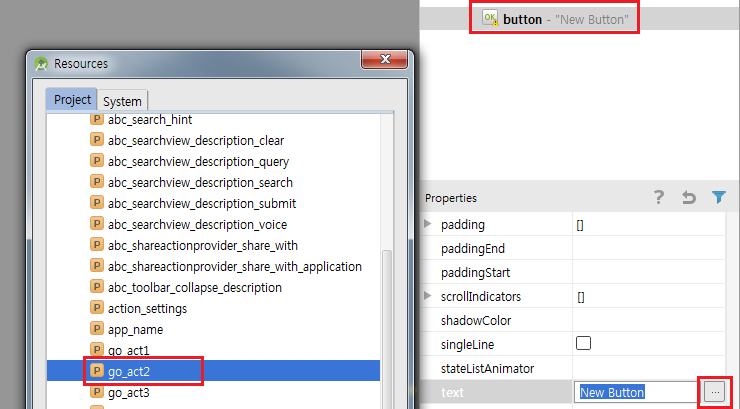 button - "New Button"
Resources
Project
System
abc_search_hint
abc_searchview_description_clear
abc_searchview_description_query
abc_searchview_description_search
abc_searchview_description_submit
abc_searchview_description_voice
abc_shareactionprovider_share_with
abc_shareactionprovider_share_with_application
abc_toolbar_collapse_description
action_settings
app_name
go_act1
go_act2
go_act3
Properties
padding []
paddingEnd
paddingStart
scrollIndicators []
shadowColor
singleLine
stateListAnimator
text New Button ...